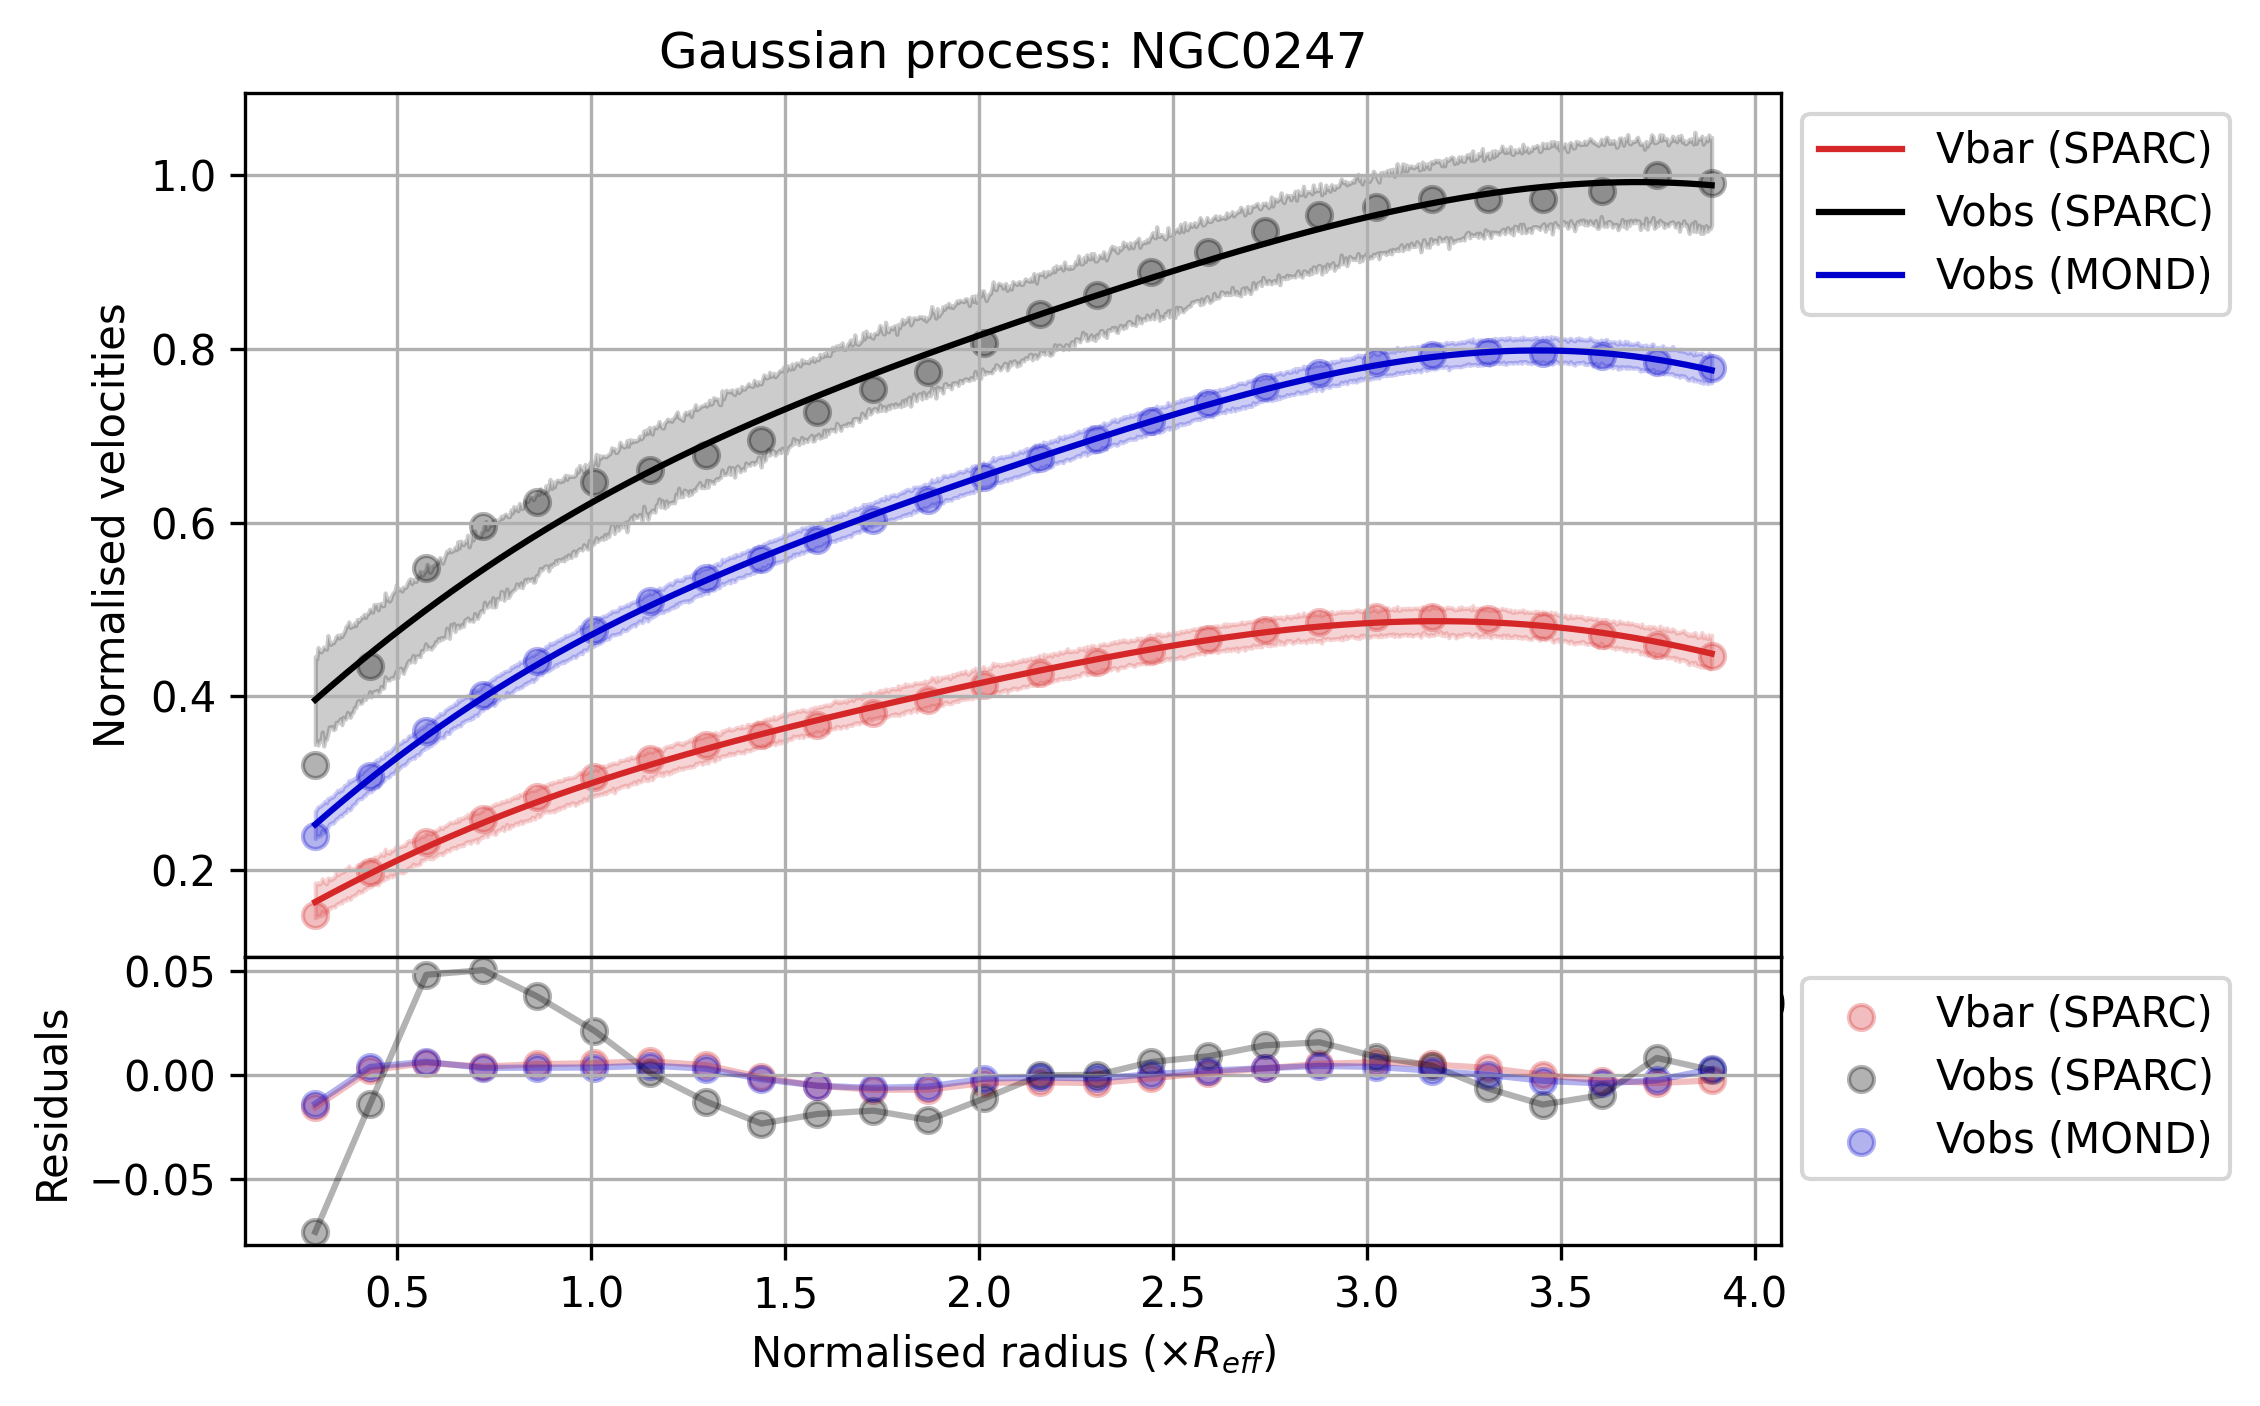 Gaussian process: NGC0247
Normalised velocities
1.0
0.8
0.6
0.4
0.2
Vbar (SPARC)
Vobs (SPARC)
Vobs (MOND)
Residuals
0.05
0.00
−0.05
Vbar (SPARC)
Vobs (SPARC)
Vobs (MOND)
0.5 1.0 1.5 2.0 2.5 3.0 3.5 4.0
Normalised radius (×R_eff)